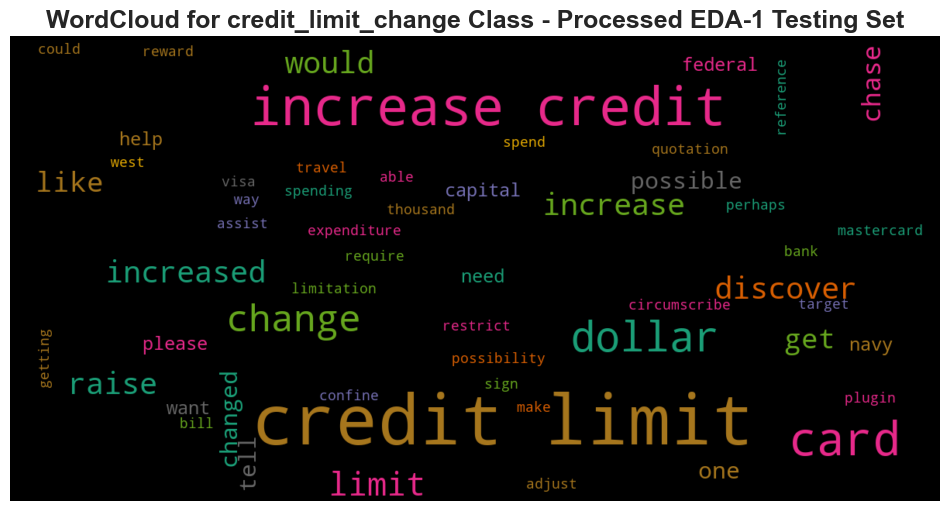 WordCloud for credit_limit_change Class - Processed EDA-1 Testing Set
could
reward
would
federal
chase
reference
increase credit
help
spend
quotation
west
travel
like
visa
able
possible
spending
capital
way
thousand
increase
perhaps
assist
expenditure
mastercard
require
bank
increased
need
discover
limitation
target
circumscribe
change
restrict
dollar
get
navy
please
getting
possibility
raise
sign
confine
plugin
want
changed
make
bill
credit limit
card
tell
limit
one
adjust